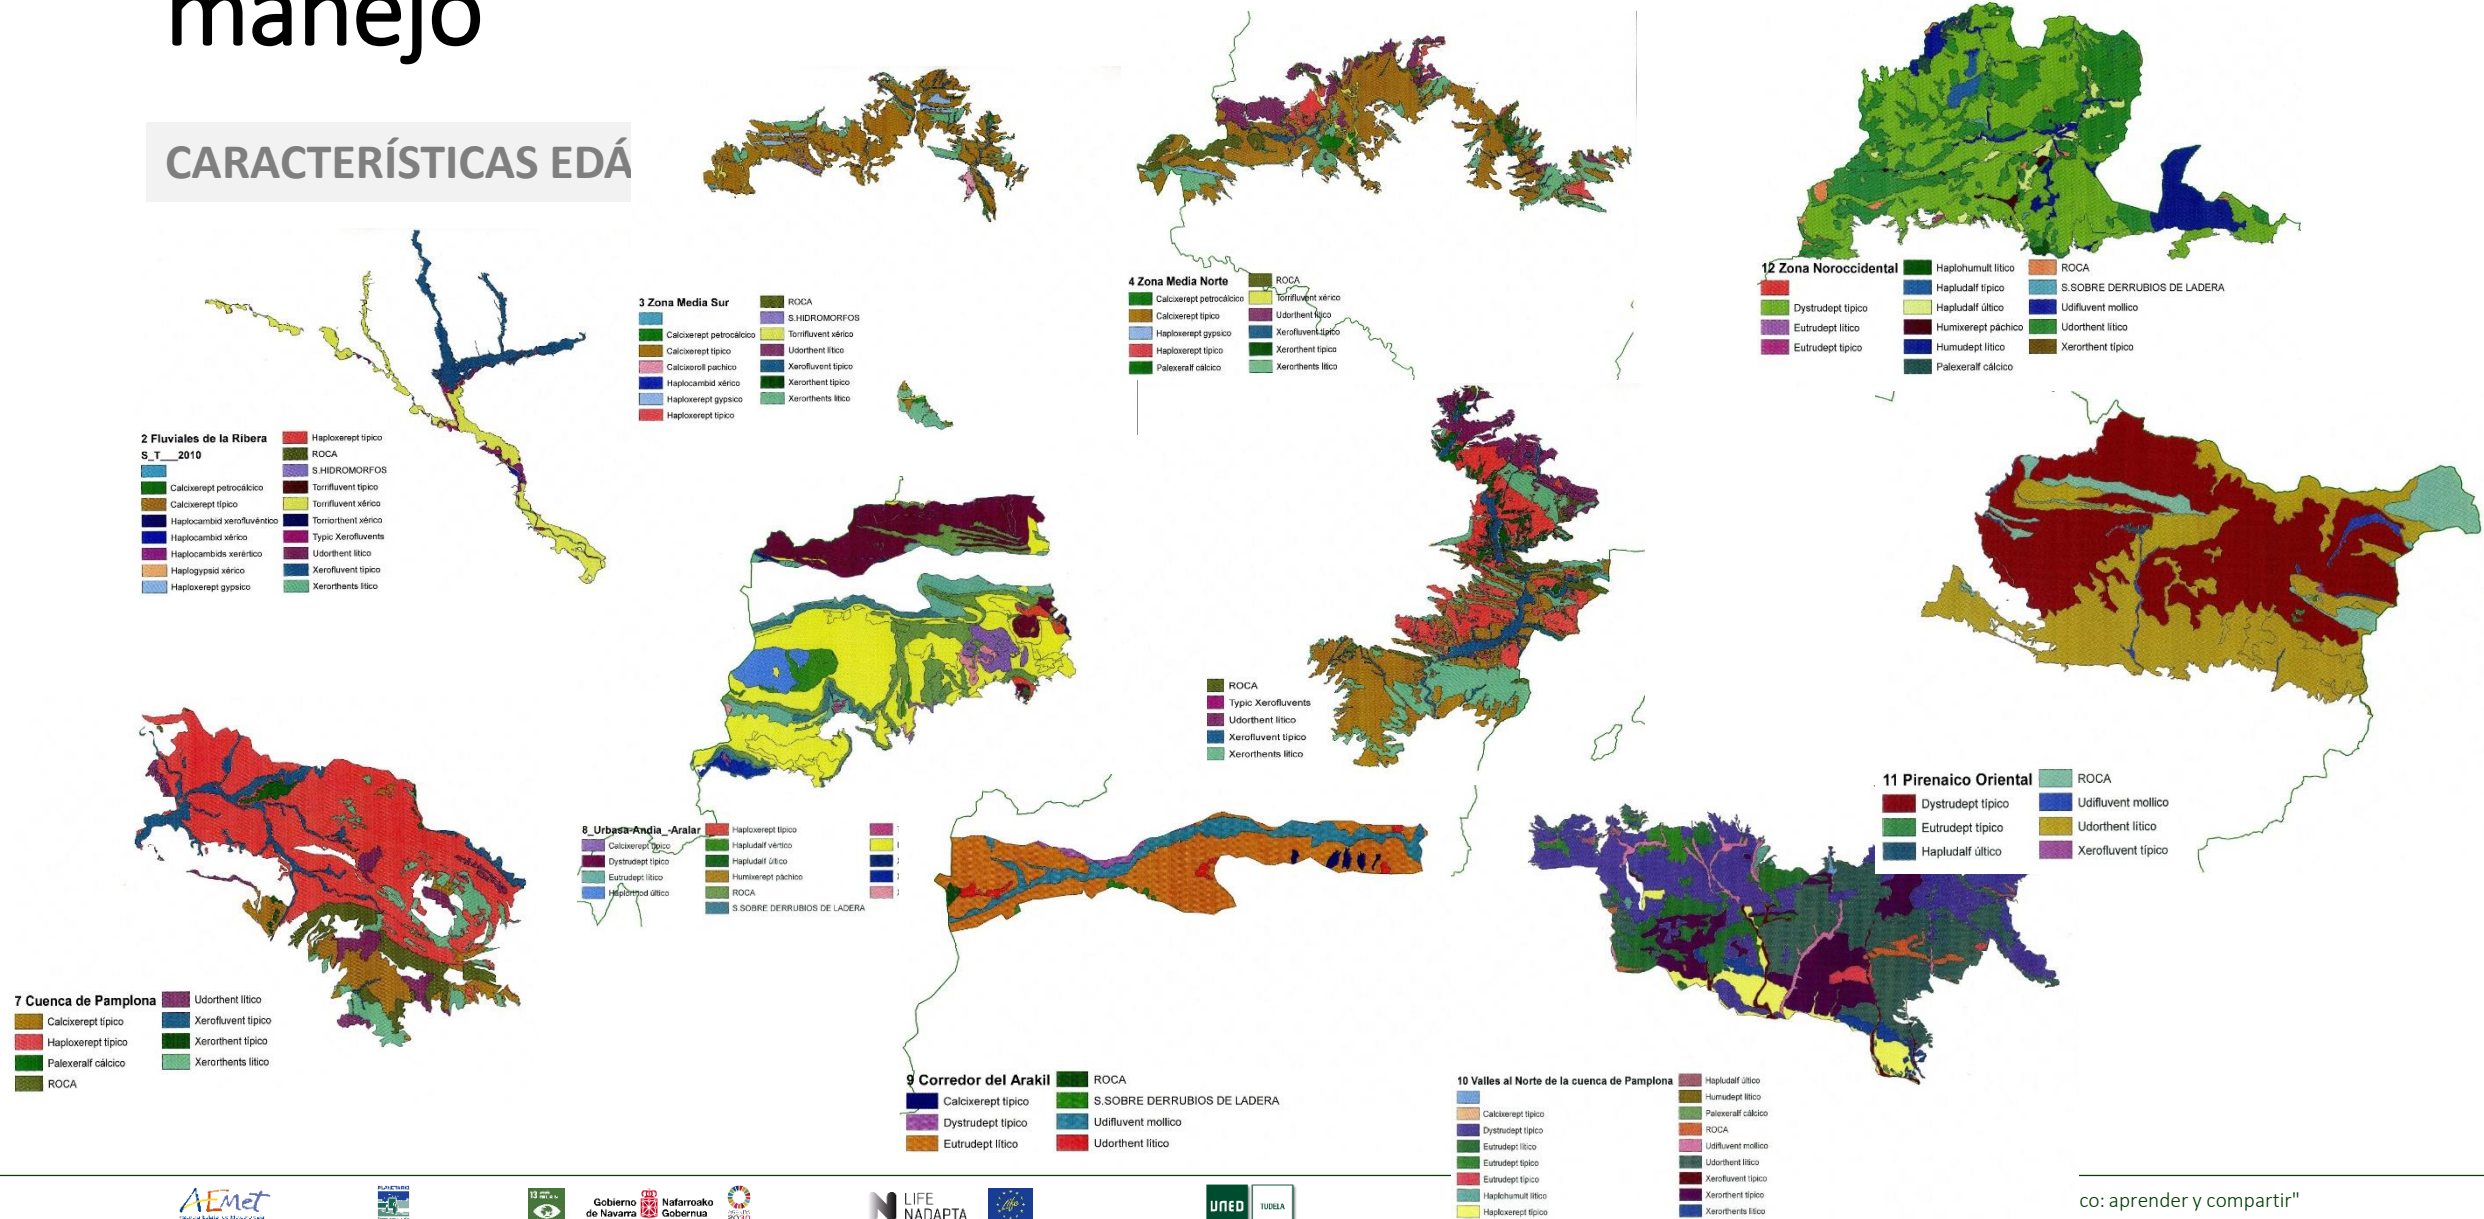 manejo
CARACTERÍSTICAS EDÁ
2 Fluviales de la Ribera
S_T___2010
Calcixerept petrocálcico
Calcixerept típico
Haplocambid xerofluvéntico
Haplocambid xérico
Haplocambids xerértico
Haplogypsid xérico
Haploxerept gypsico
Haploxerept típico
ROCA
S.HIDROMORFOS
Torrifluvent típico
Torrifluvent xérico
Torriorthent xérico
Typic Xerofluvents
Udorthent lítico
Xerofluvent típico
Xerorthents lítico
3 Zona Media Sur
Calcixerept petrocálcico
Calcixerept típico
Calcixeroll pachico
Haplocambid xérico
Haploxerept gypsico
Haploxerept típico
ROCA
S.HIDROMORFOS
Torrifluvent xérico
Udorthent lítico
Xerofluvent típico
Xerorthent típico
Xerorthents lítico
4 Zona Media Norte
Calcixerept petrocálcico
Calcixerept típico
Haploxerept gypsico
Haploxerept típico
Palexeralf cálcico
ROCA
Torrifluvent xérico
Udorthent lítico
Xerofluvent típico
Xerorthent típico
Xerorthents lítico
12 Zona Noroccidental
Dystrudept típico
Eutrudept lítico
Eutrudept típico
Haplohumult lítico
Hapludalf típico
Hapludalf último
Humixerept páchico
Humudept lítico
Palexeralf cálcico
ROCA
S.SOBRE DERRUBIOS DE LADERA
Udifluvent mollico
Udorthent lítico
Xerorthent típico
ROCA
Typic Xerofluvents
Udorthent lítico
Xerofluvent típico
Xerorthents lítico
11 Pirenaico Oriental
Dystrudept típico
Eutrudept típico
Hapludalf último
ROCA
Udifluvent mollico
Udorthent lítico
Xerofluvent típico
7 Cuenca de Pamplona
Calcixerept típico
Haploxerept típico
Palexeralf cálcico
ROCA
Udorthent lítico
Xerofluvent típico
Xerorthent típico
Xerorthents lítico
8_Urbasa-Andia_-Aralar
Calcixerept típico
Dystrudept típico
Eutrudept lítico
Haplorthod último
Haploxerept típico
Hapludalf vértico
Hapludalf último
Humixerept páchico
ROCA
S.SOBRE DERRUBIOS DE LADERA
9 Corredor del Arakil
Calcixerept típico
Dystrudept típico
Eutrudept lítico
ROCA
S.SOBRE DERRUBIOS DE LADERA
Udifluvent mollico
Udorthent lítico
10 Valles al Norte de la cuenca de Pamplona
Calcixerept típico
Dystrudept típico
Eutrudept lítico
Eutrudept típico
Eutrudept típico
Haplohumult lítico
Haploxerept típico
Hapludalf último
Humudept lítico
Palexeralf cálcico
ROCA
Udifluvent mollico
Udorthent lítico
Xerofluvent típico
Xerorthent típico
Xerorthents lítico
AEMet
PLANETARIO
13
Gobierno de Navarra
Nafarroako Gobernua
LIFE
NADAPTA
Life
UNED
TUDELA
co: aprender y compartir"